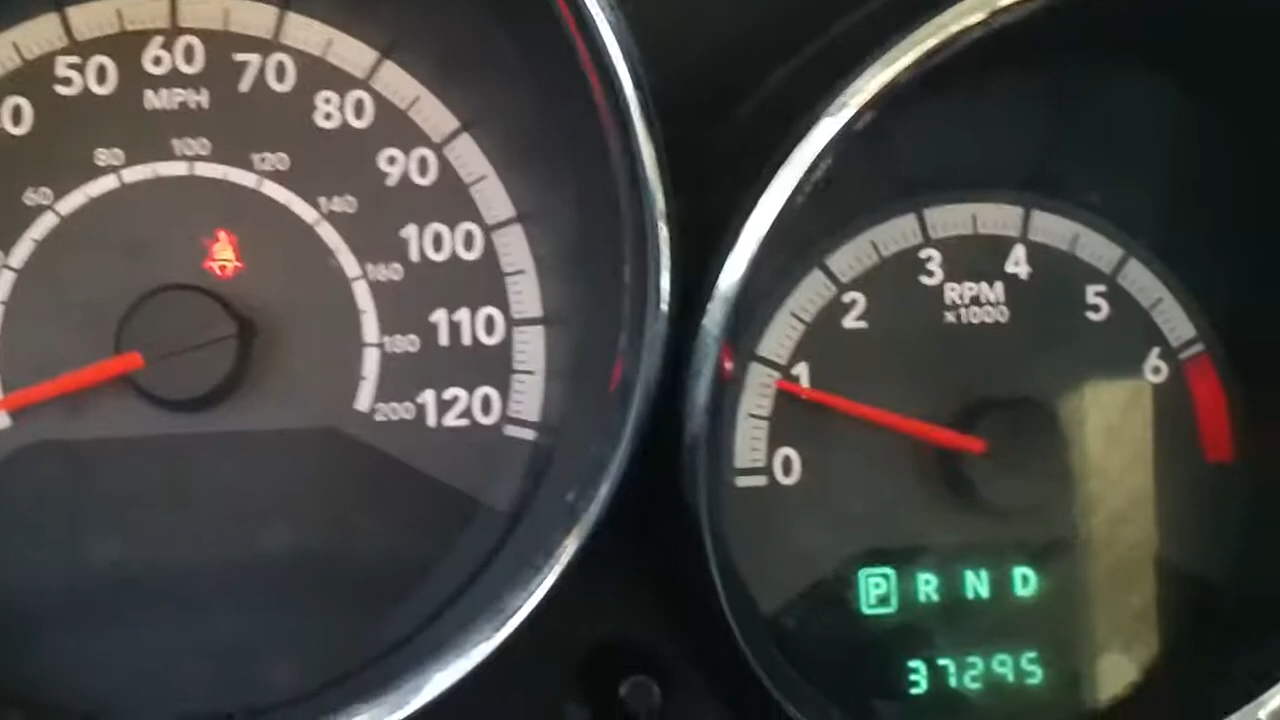 50 60 70 80 90 100 110 120
MPH
60 80 100 120 140 160 180 200
0 1 2 3 4 5 6
RPM
x1000
P R N D
37295